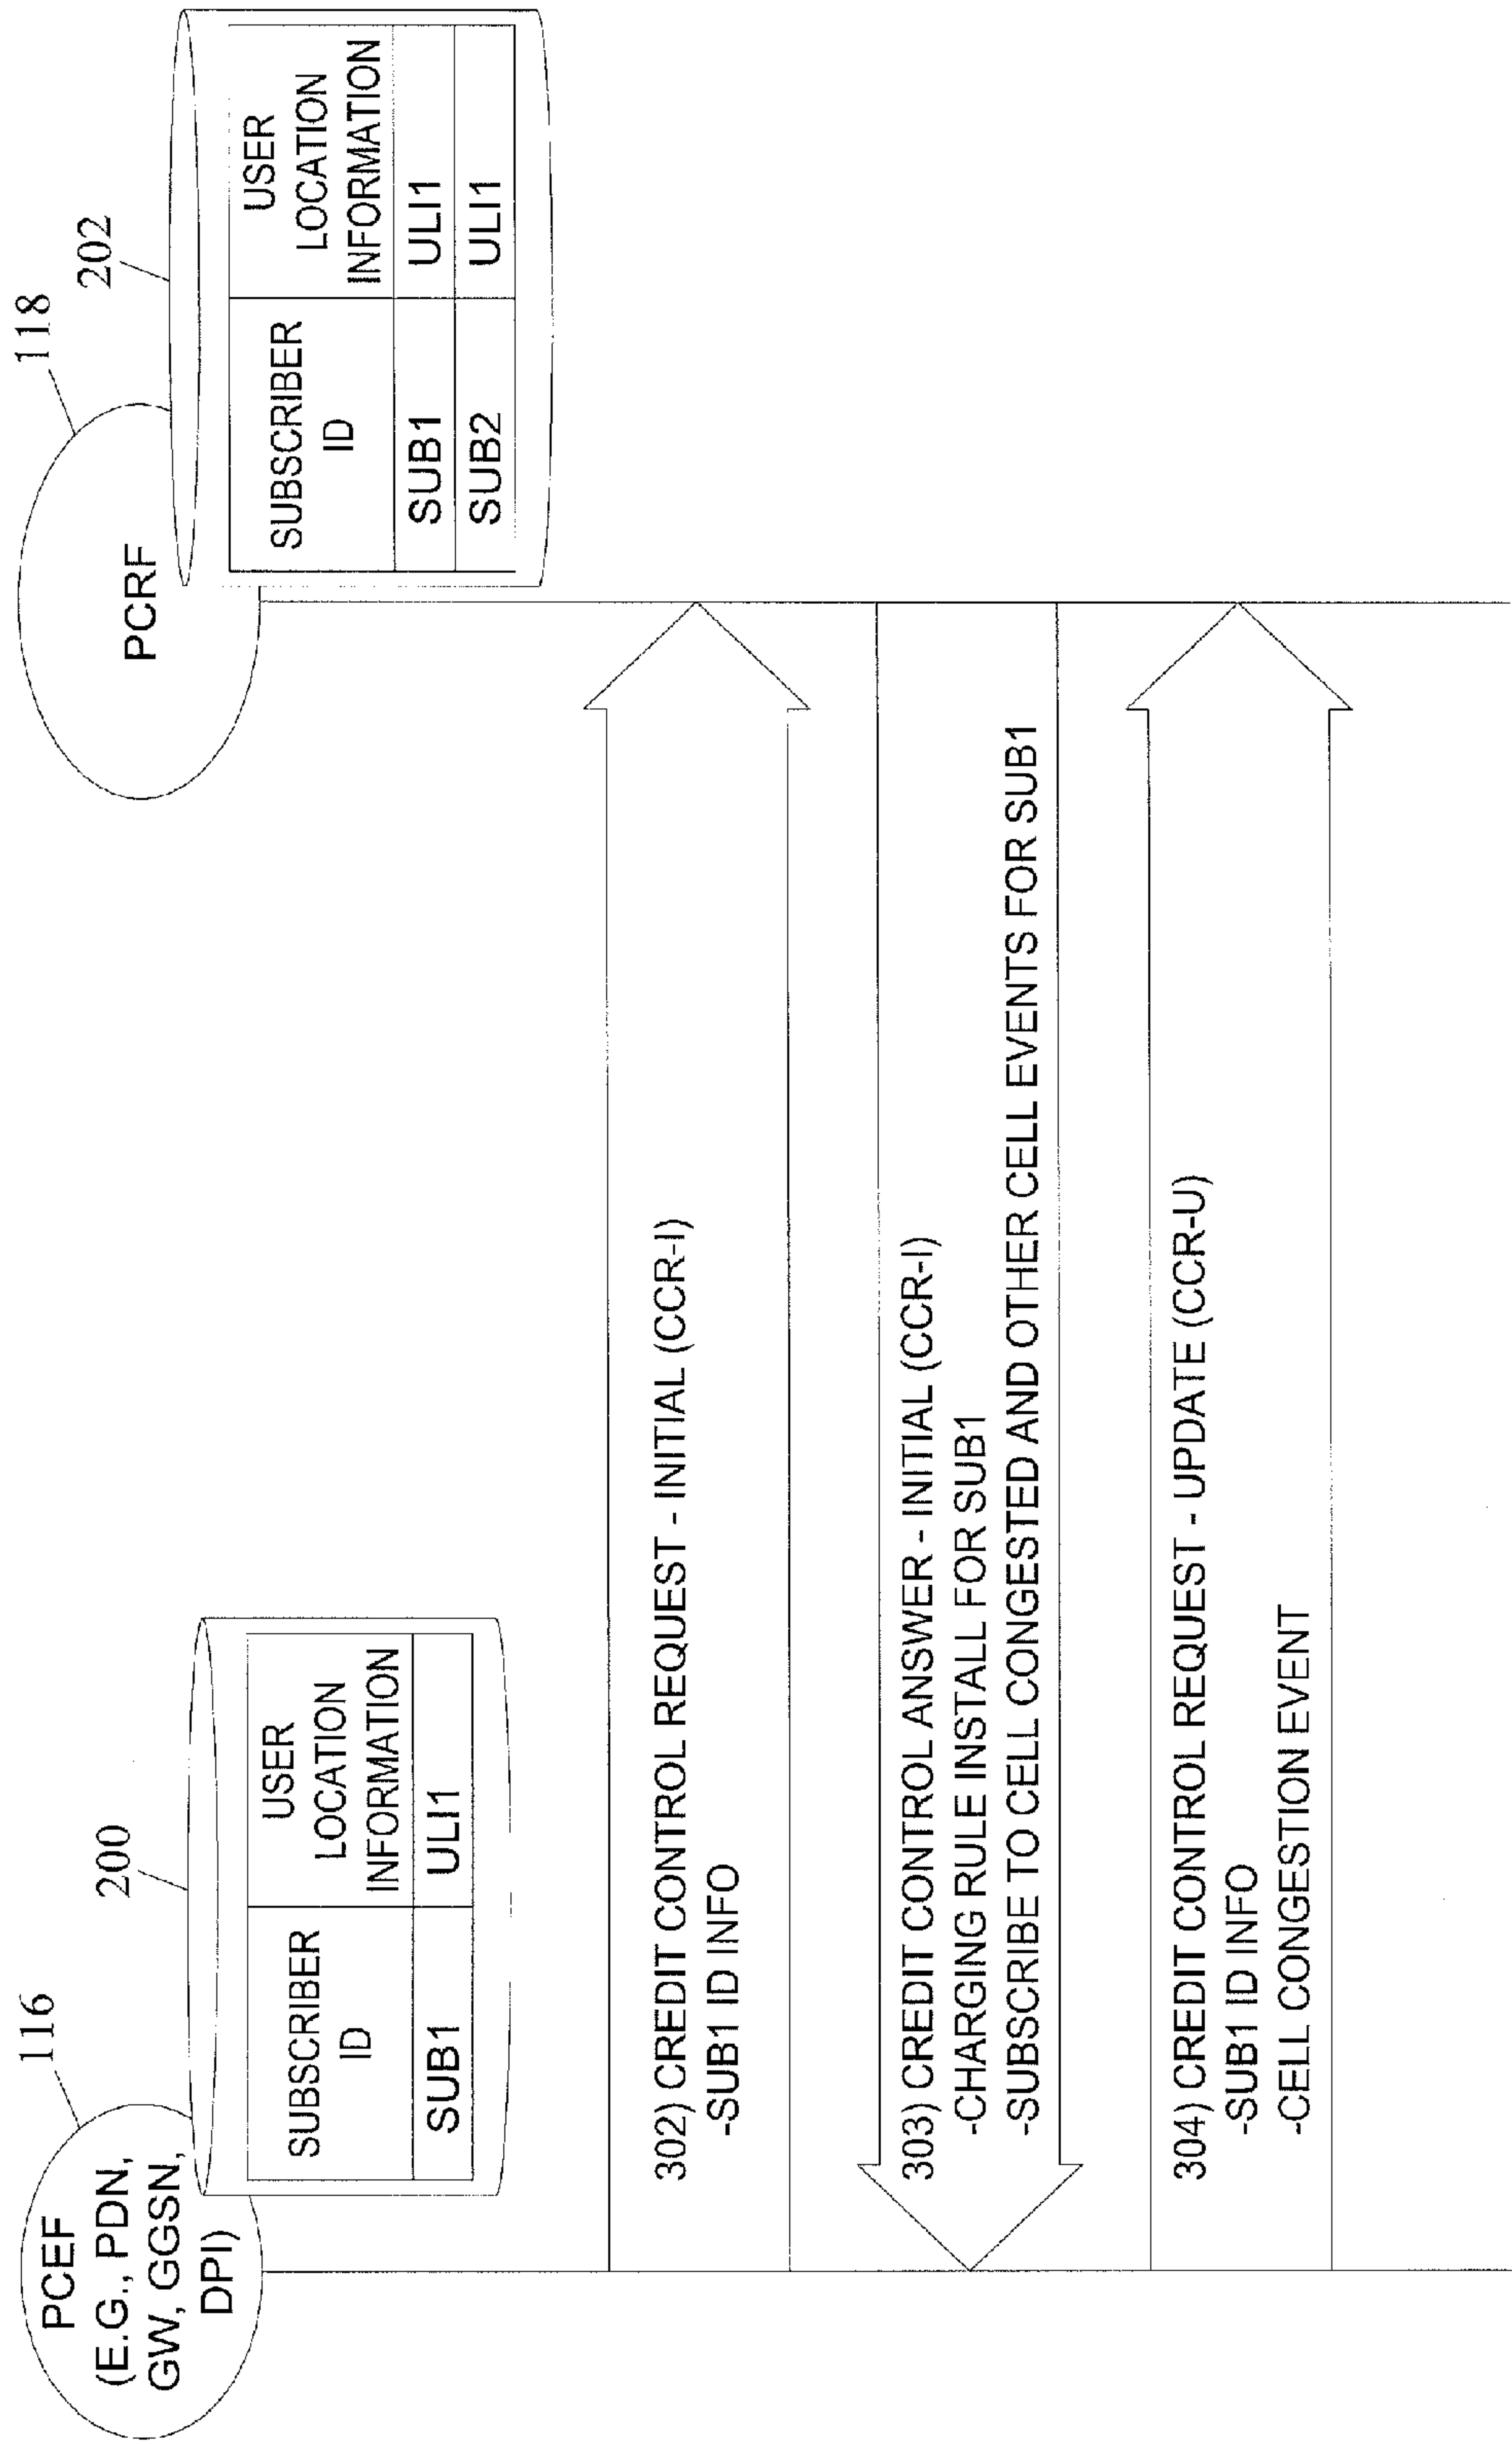 116
PCEF
(E.G., PDN,
GW, GGSN,
DPI)
200
SUBSCRIBER
ID
USER
LOCATION
INFORMATION
SUB1
ULI1
118
PCRF
202
SUBSCRIBER
ID
USER
LOCATION
INFORMATION
SUB1
ULI1
SUB2
ULI1
302) CREDIT CONTROL REQUEST - INITIAL (CCR-I)
-SUB1 ID INFO
303) CREDIT CONTROL ANSWER - INITIAL (CCR-I)
-CHARGING RULE INSTALL FOR SUB1
-SUBSCRIBE TO CELL CONGESTED AND OTHER CELL EVENTS FOR SUB1
304) CREDIT CONTROL REQUEST - UPDATE (CCR-U)
-SUB1 ID INFO
-CELL CONGESTION EVENT